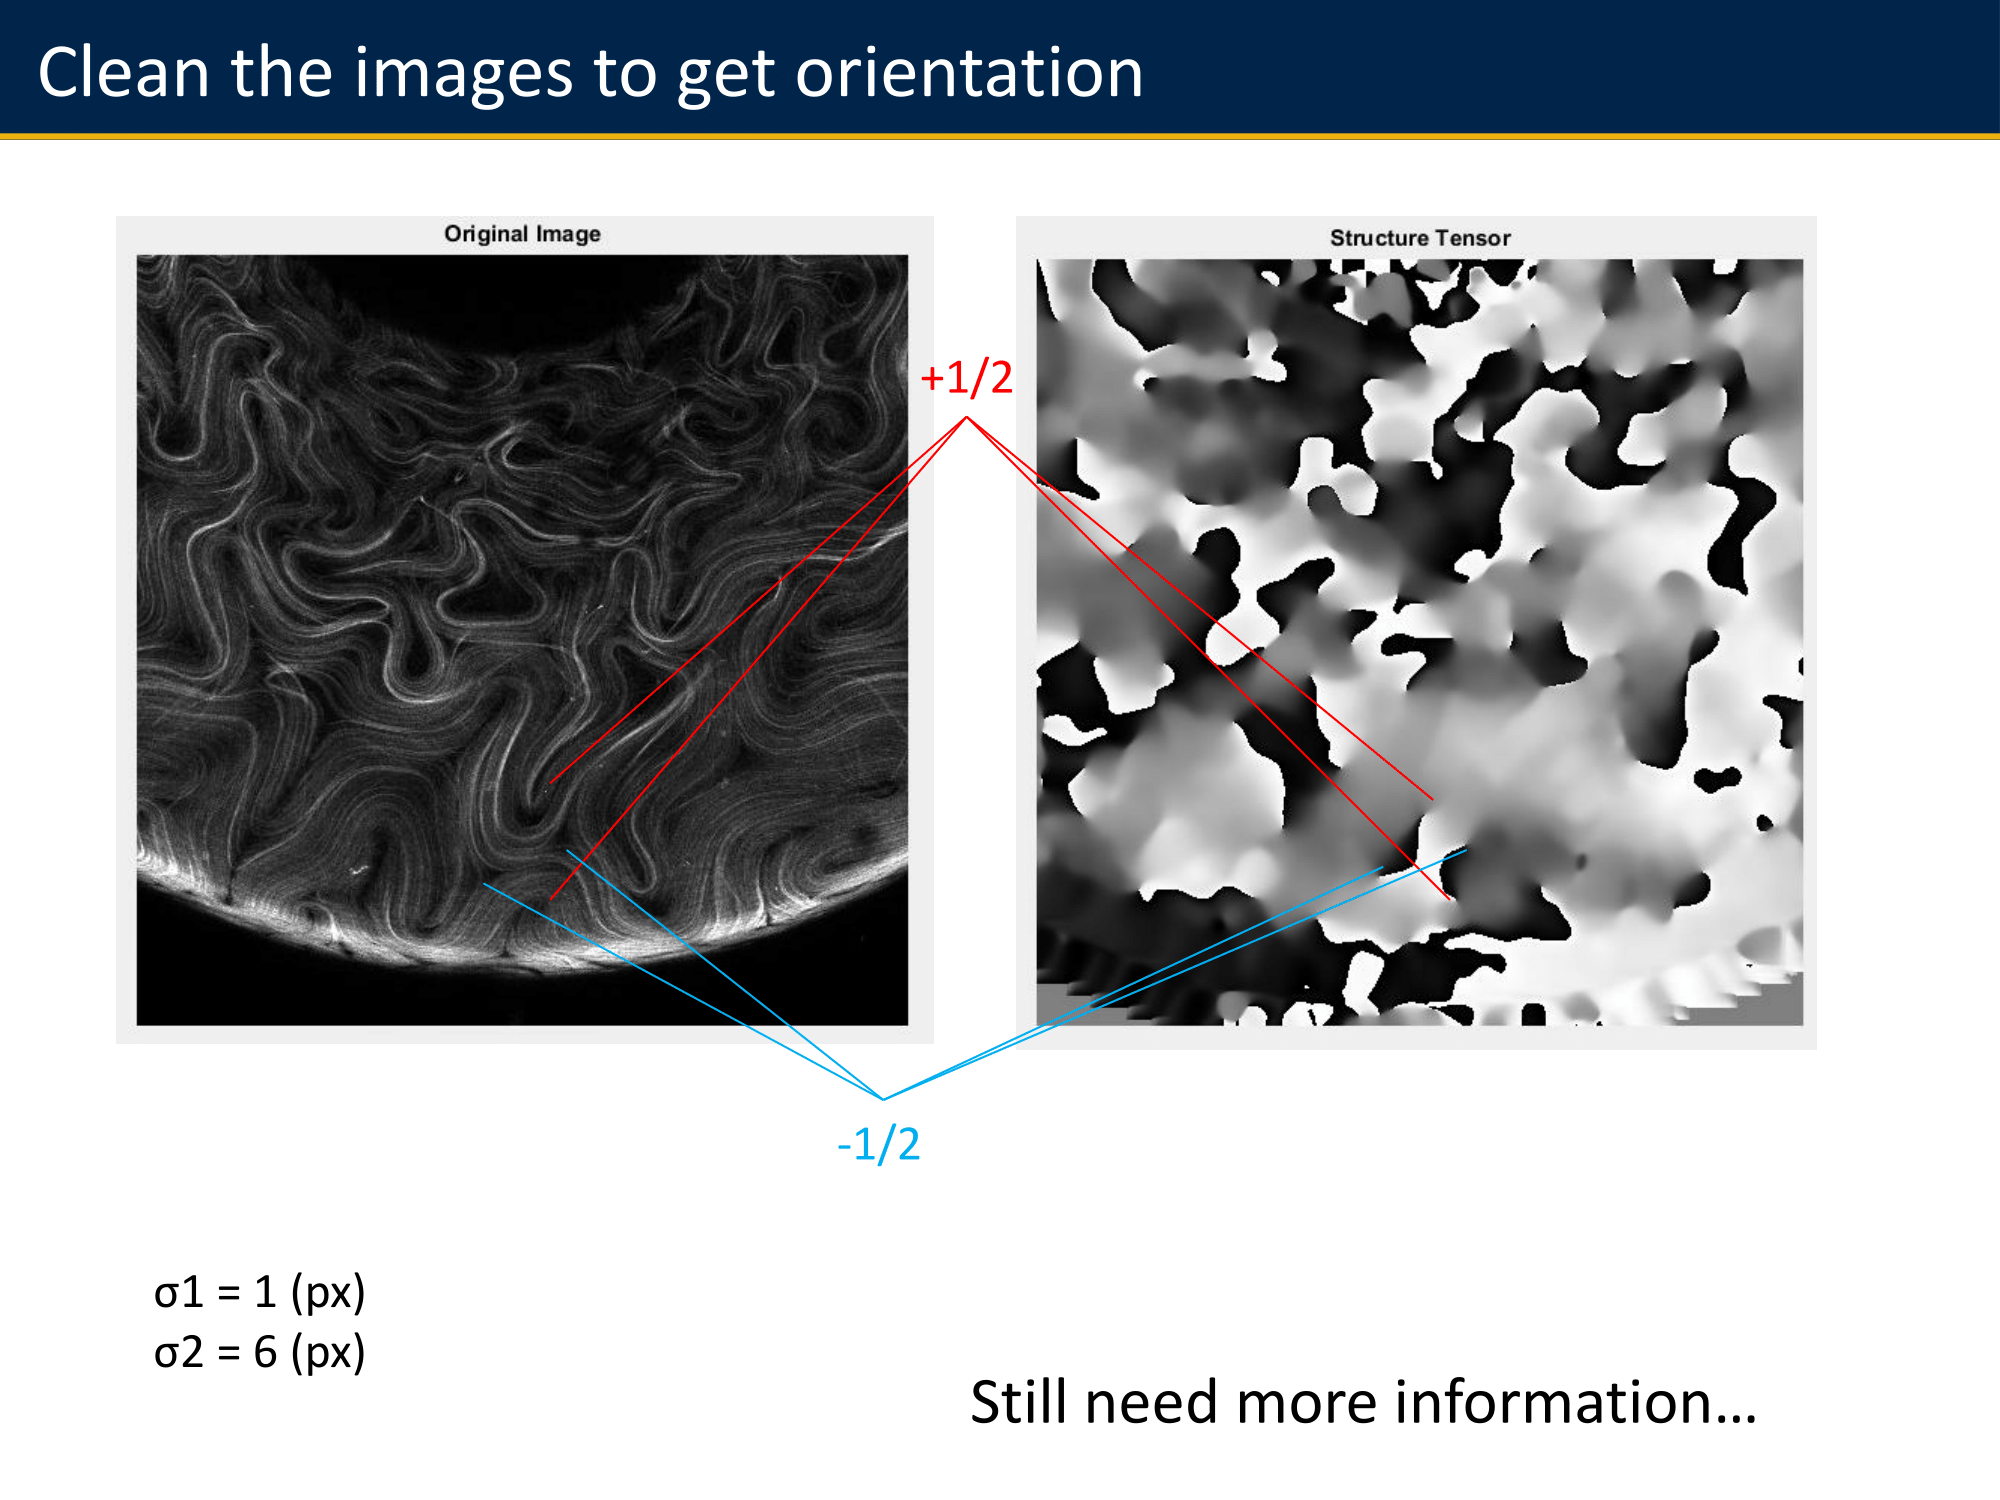 Clean the images to get orientation
Original Image
Structure Tensor
+1/2
-1/2
σ1 = 1 (px)
σ2 = 6 (px)
Still need more information...